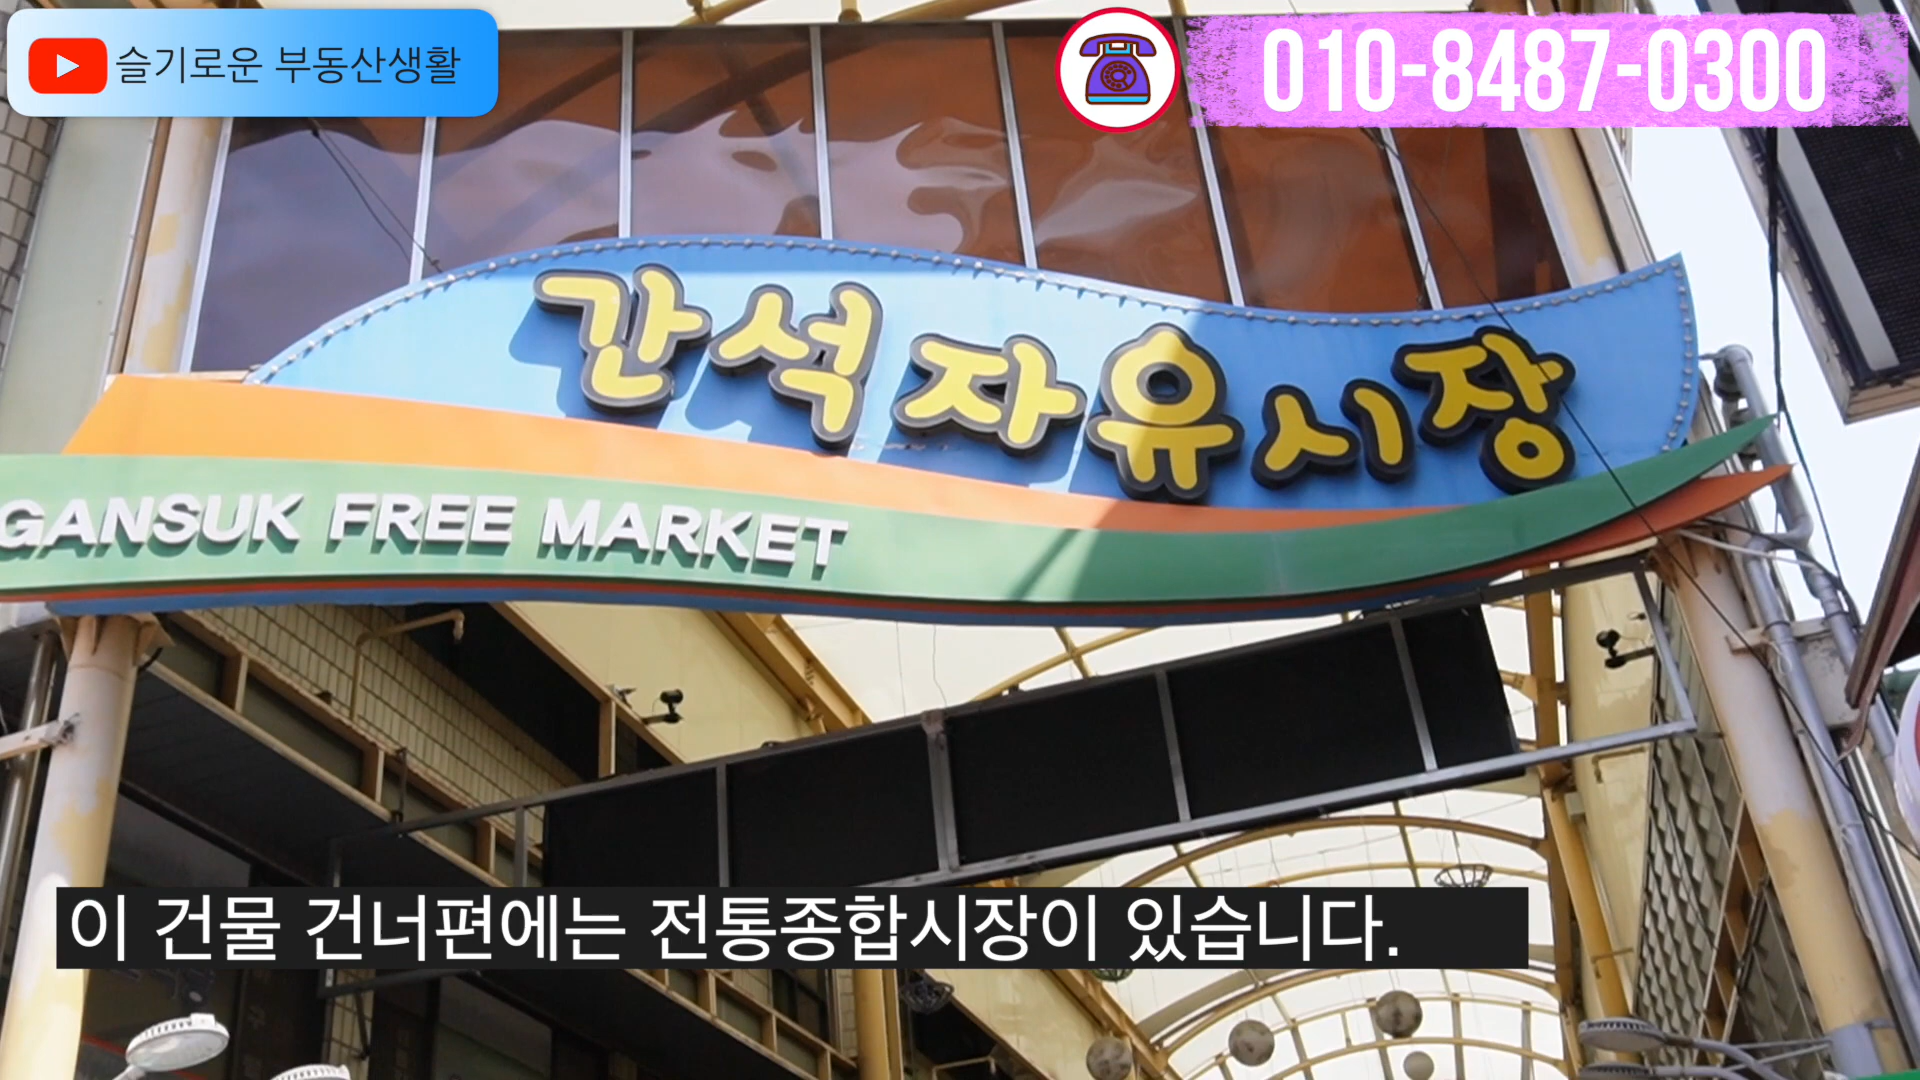 슬기로운 부동산생활
010-8487-0300
간석자유시장
GANSUK FREE MARKET
이 건물 건너편에는 전통종합시장이 있습니다.